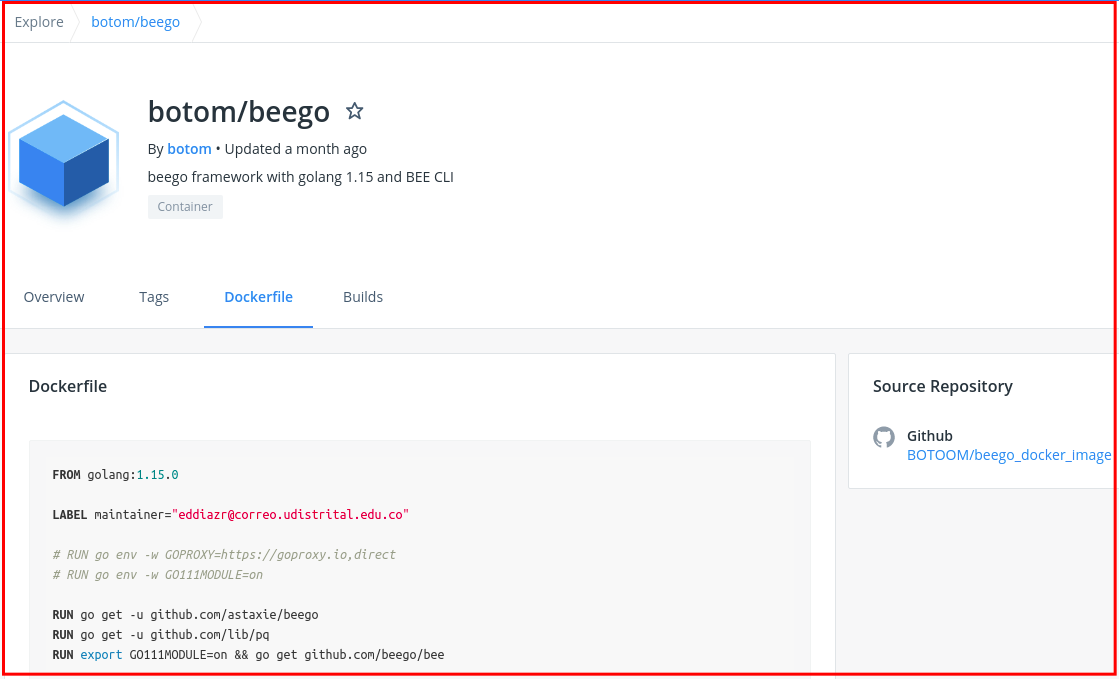 Explore botom/beego
botom/beego
By botom • Updated a month ago
beego framework with golang 1.15 and BEE CLI
Container
Overview Tags Dockerfile Builds
Dockerfile
FROM golang:1.15.0
LABEL maintainer="eddiazr@correo.udistrital.edu.co"
# RUN go env -w GOPROXY=https://goproxy.io,direct
# RUN go env -w GO111MODULE=on
RUN go get -u github.com/astaxie/beego
RUN go get -u github.com/lib/pq
RUN export GO111MODULE=on && go get github.com/beego/bee
Source Repository
Github
BOTOOM/beego_docker_image